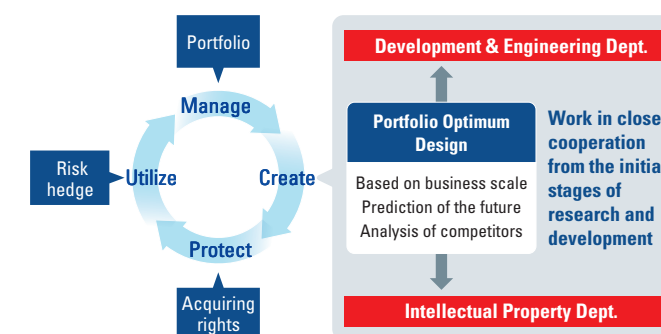 Portfolio
Manage
Risk
hedge
Utilize
Create
Protect
Acquiring
rights
Development & Engineering Dept.
Portfolio Optimum
Design
Based on business scale
Prediction of the future
Analysis of competitors
Work in close
cooperation
from the initia
stages of
research and
development
Intellectual Property Dept.